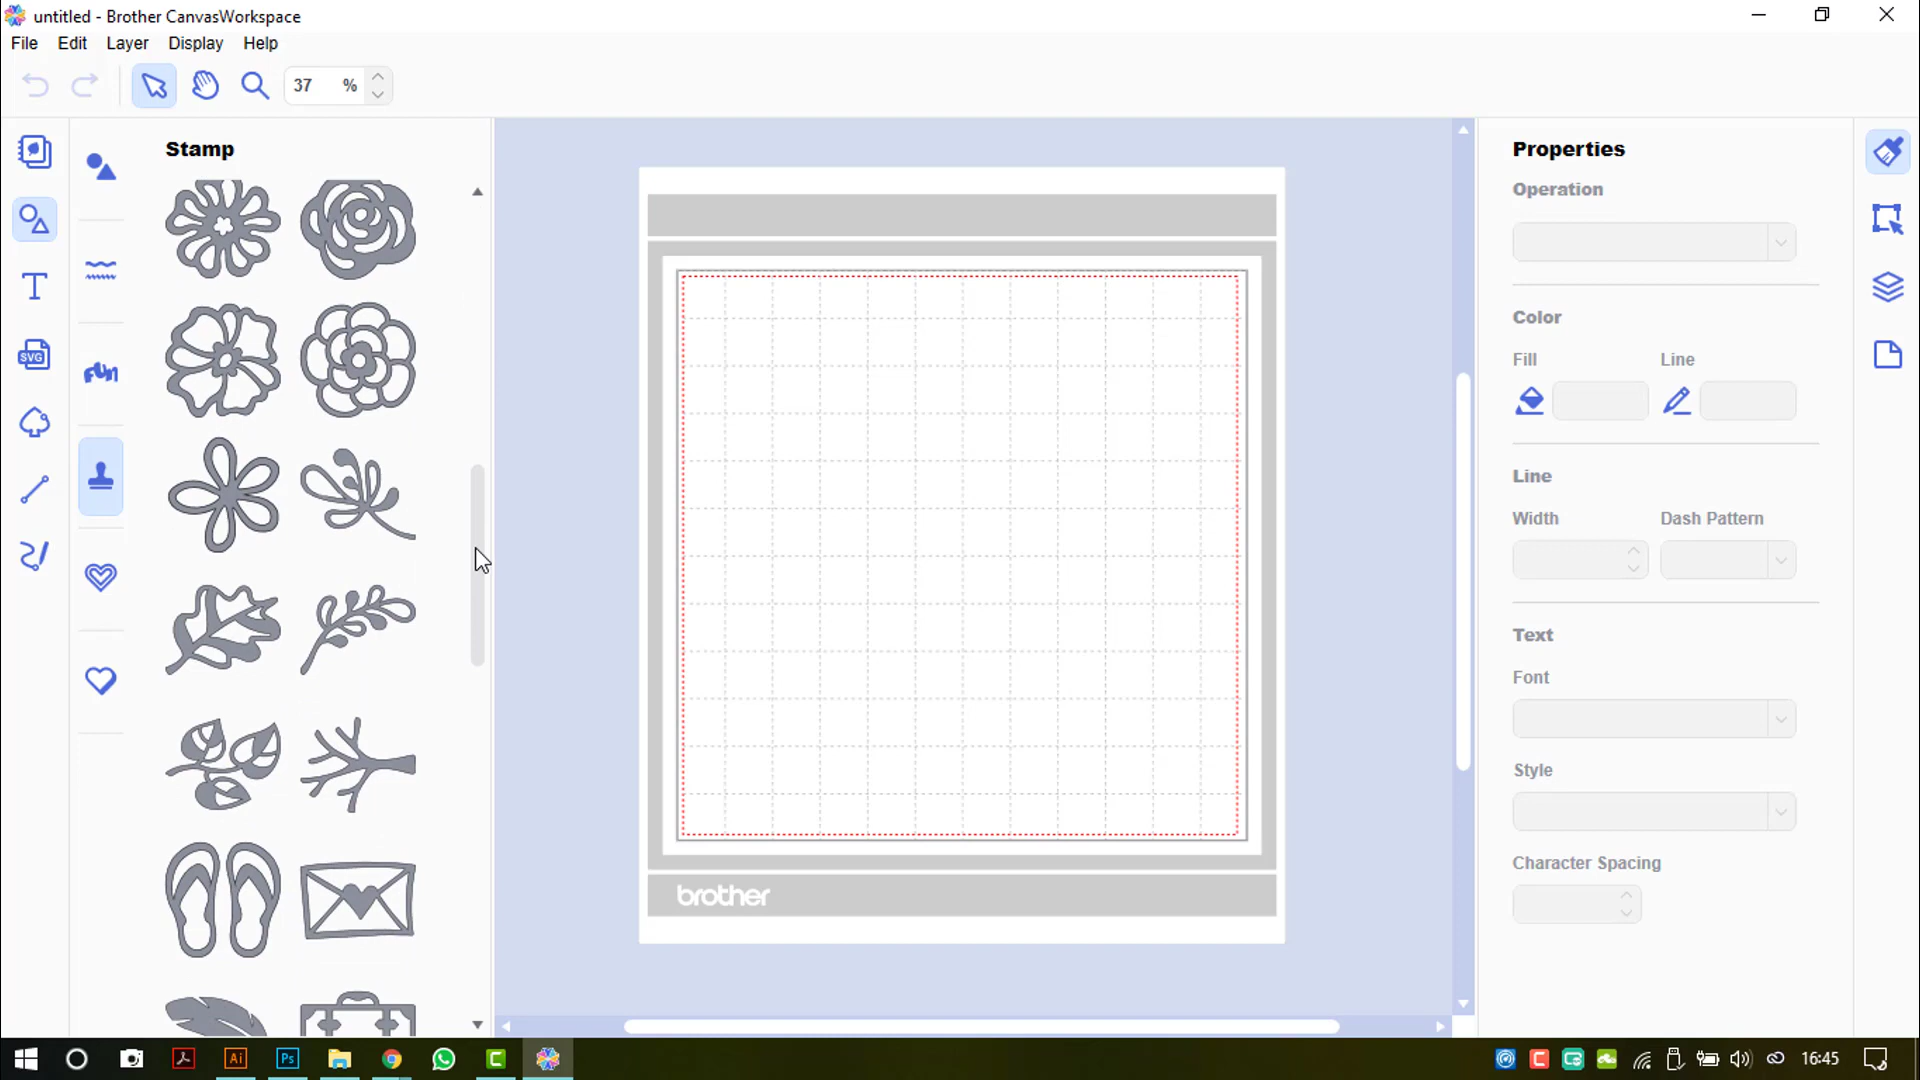 untitled - Brother CanvasWorkspace
File Edit Layer Display Help
37 %
Stamp
SVG
Fun
brother
Properties
Operation
Color
Fill Line
Line
Width Dash Pattern
Text
Font
Style
Character Spacing
Ai Ps C C
16:45